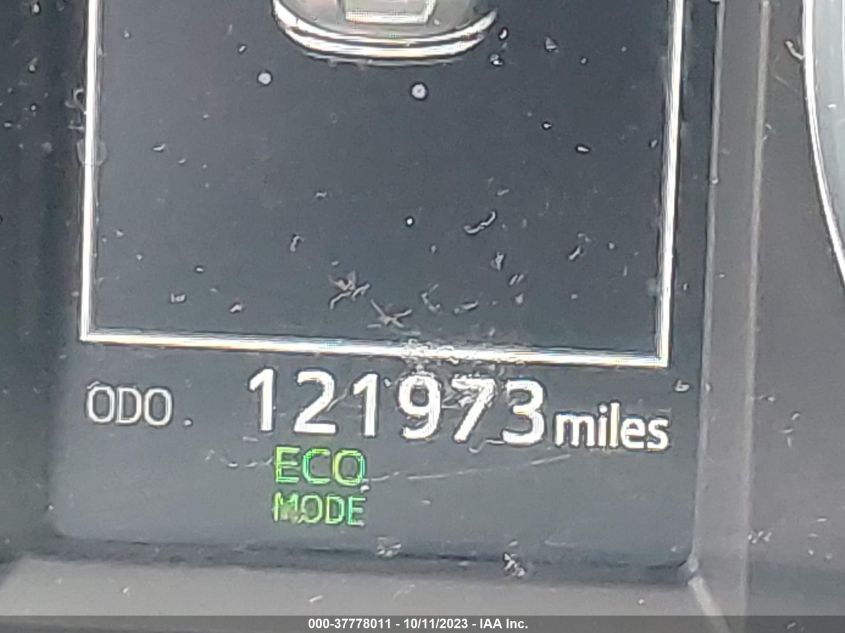 ODO 121973 miles
ECO
MODE
000-37778011 - 10/11/2023 - IAA Inc.